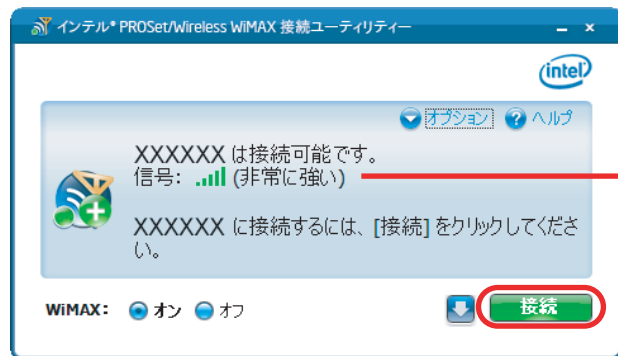 インテル® PROSet/Wireless WiMAX 接続ユーティリティー
intel
オプション ヘルプ
XXXXXX は接続可能です。
信号: (非常に強い)
XXXXXX に接続するには、[接続] をクリックしてくださ
い。
WiMAX: オン オフ
接続